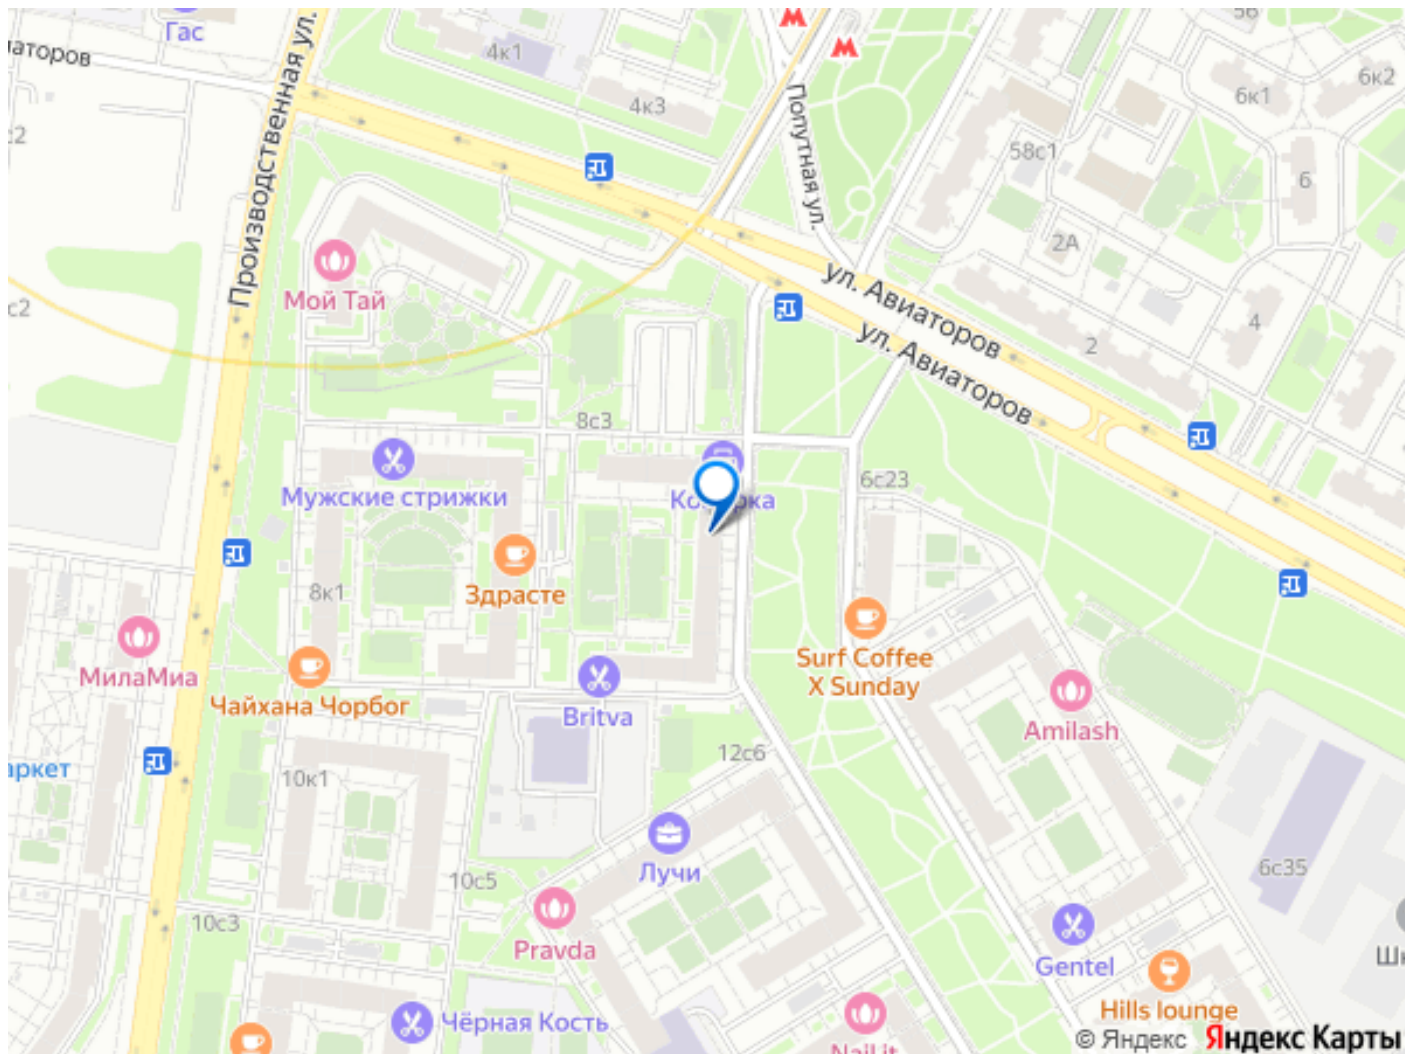 Гас
4к1
5б
6к2
6к1
иаторов
Производственная ул.
4к3
Попутная ул.
58с1
6
2А
Мой Тай
ул. Авиаторов
4
2
ул. Авиаторов
8с3
6с23
Мужские стрижки
Здрасте
8к1
МилаМиа
Surf Coffee
X Sunday
Чайхана Чорбог
Britva
Amilash
12с6
10к1
Лучи
10с5
6с35
10с3
Pravda
Gentel
Hills lounge
Чёрная Кость
© Яндекс Яндекс Карты